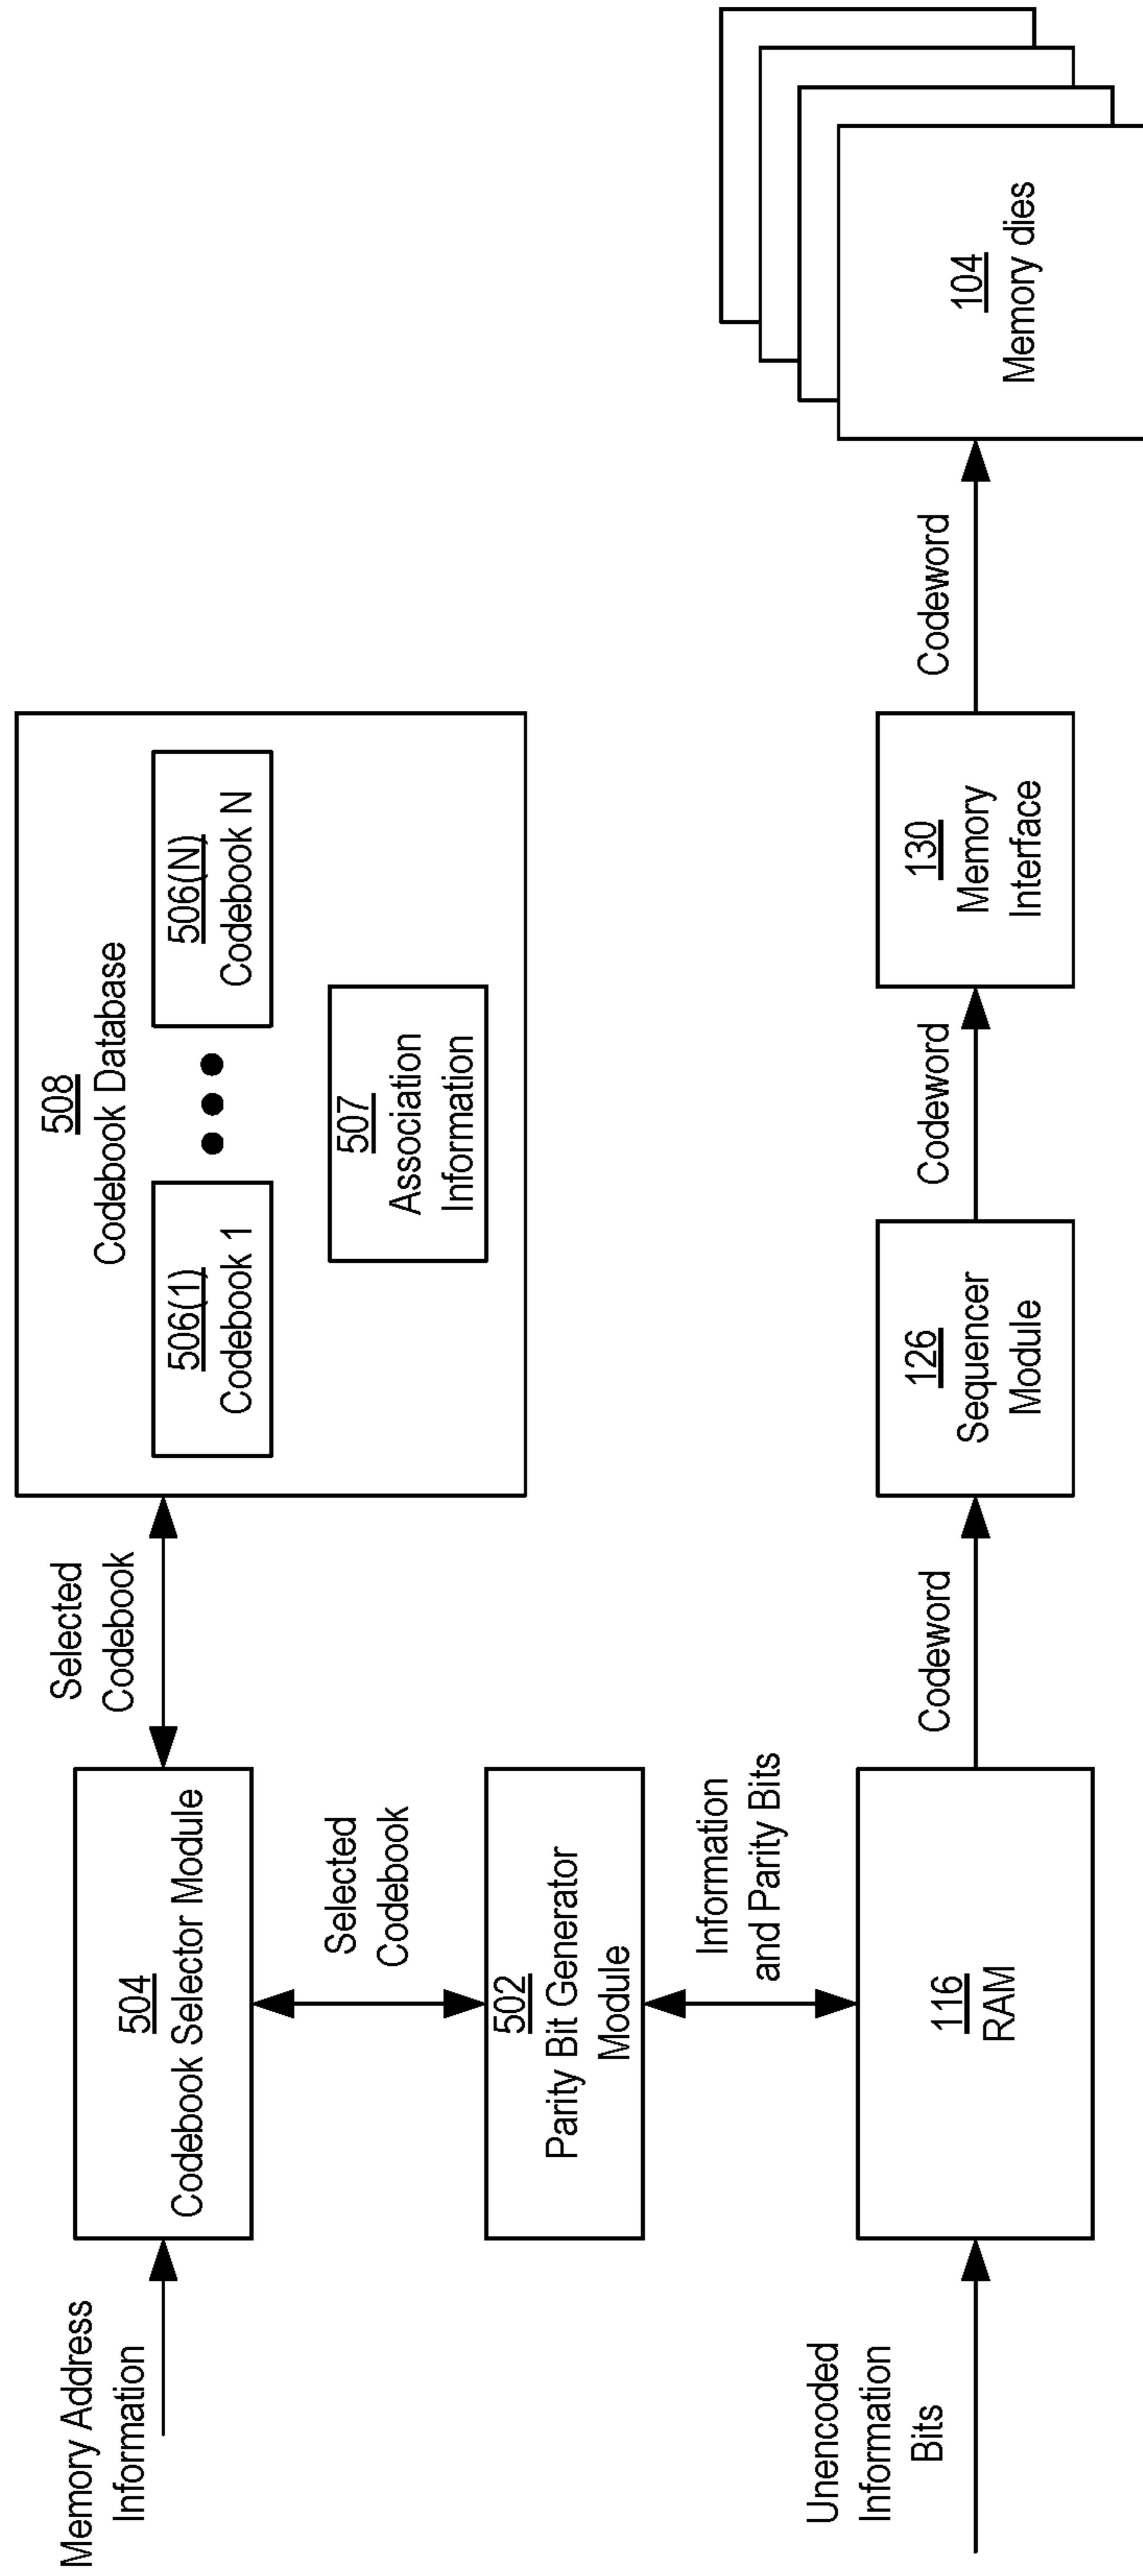 Memory Address
Information
504
Codebook Selector Module
Selected
Codebook
508
Codebook Database
506(1)
Codebook 1
506(N)
Codebook N
507
Association
Information
Selected
Codebook
502
Parity Bit Generator
Module
Information
and Parity Bits
Unencoded
Information
Bits
116
RAM
Codeword
126
Sequencer
Module
Codeword
130
Memory
Interface
Codeword
104
Memory dies